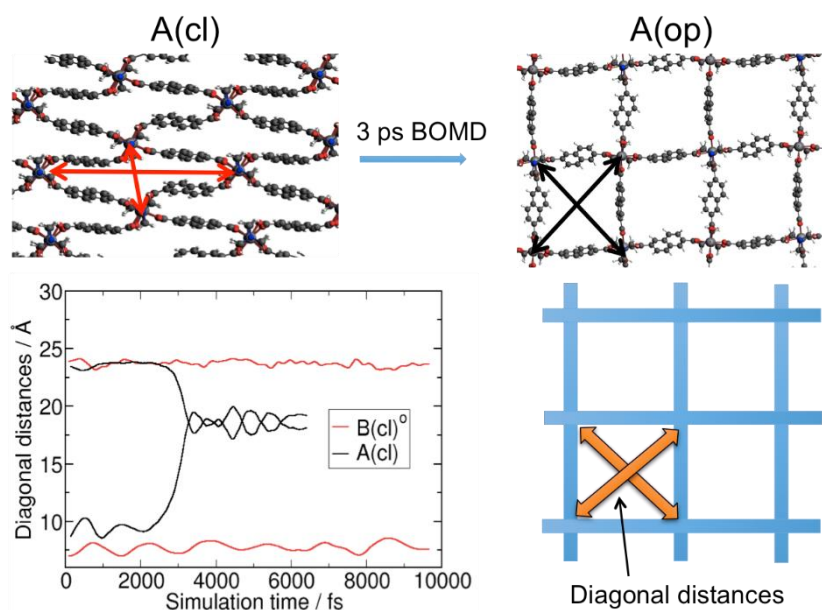 A(cl)
A(op)
3 ps BOMD
Diagonal distances / Å
30
25
20
15
10
B(cl)°
A(cl)
0
2000
4000
6000
8000
10000
Simulation time / fs
Diagonal distances